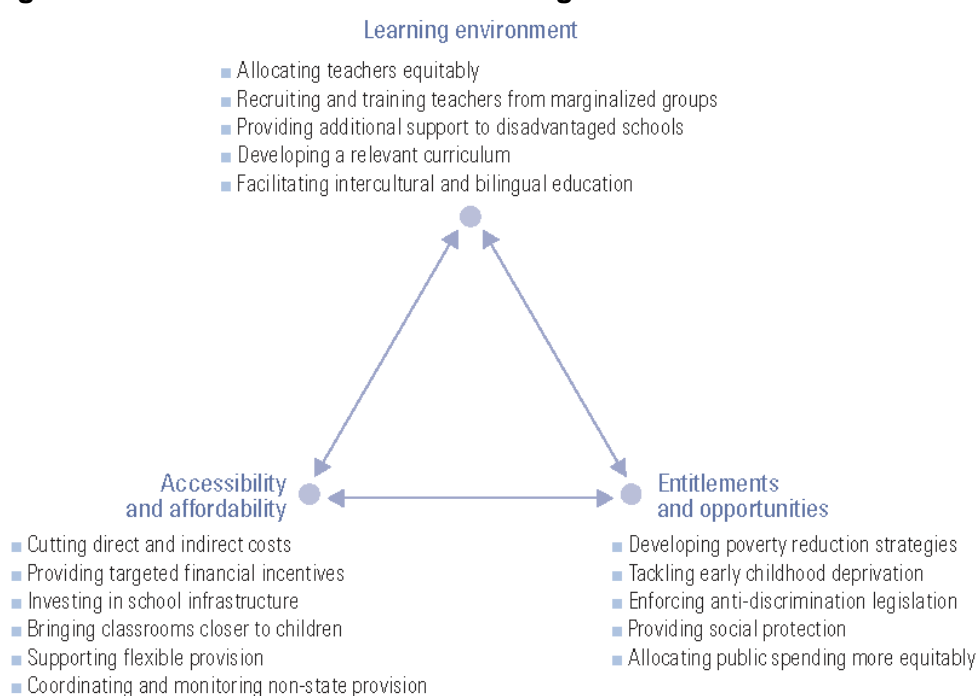 Learning environment
Allocating teachers equitably
Recruiting and training teachers from marginalized groups
Providing additional support to disadvantaged schools
Developing a relevant curriculum
Facilitating intercultural and bilingual education
Accessibility
and affordability
Cutting direct and indirect costs
Providing targeted financial incentives
Investing in school infrastructure
Bringing classrooms closer to children
Supporting flexible provision
Coordinating and monitoring non-state provision
Entitlements
and opportunities
Developing poverty reduction strategies
Tackling early childhood deprivation
Enforcing anti-discrimination legislation
Providing social protection
Allocating public spending more equitably